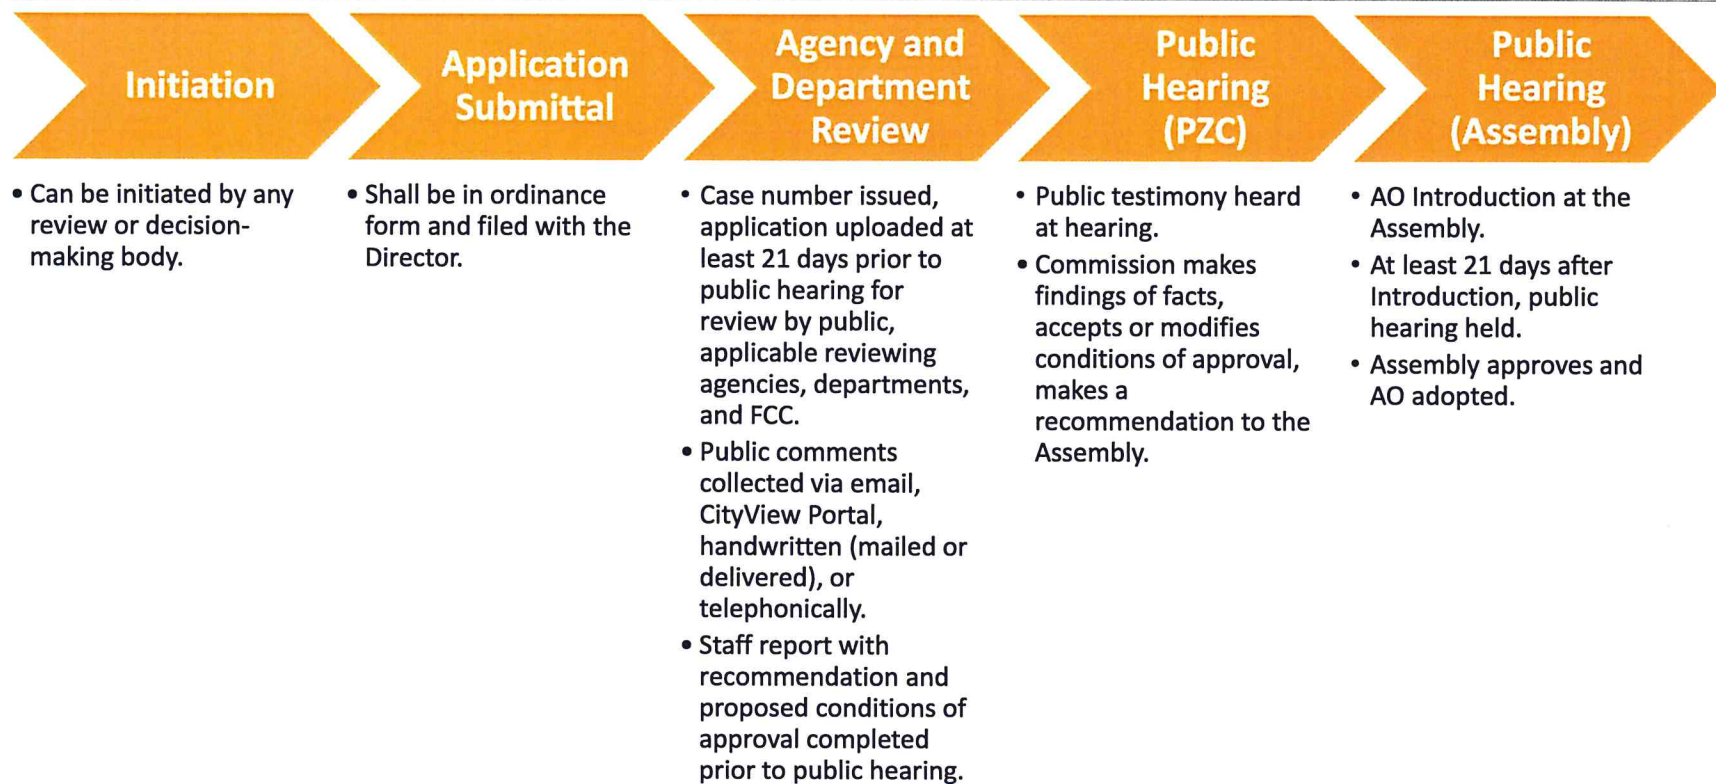 Initiation
Application
Submittal
Agency and
Department
Review
Public
Hearing
(PZC)
Public
Hearing
(Assembly)
• Can be initiated by any
review or decision-
making body.
• Shall be in ordinance
form and filed with the
Director.
• Case number issued,
application uploaded at
least 21 days prior to
public hearing for
review by public,
applicable reviewing
agencies, departments,
and FCC.
• Public comments
collected via email,
CityView Portal,
handwritten (mailed or
delivered), or
telephonically.
• Staff report with
recommendation and
proposed conditions of
approval completed
prior to public hearing.
• Public testimony heard
at hearing.
• Commission makes
findings of facts,
accepts or modifies
conditions of approval,
makes a
recommendation to the
Assembly.
• AO Introduction at the
Assembly.
• At least 21 days after
Introduction, public
hearing held.
• Assembly approves and
AO adopted.